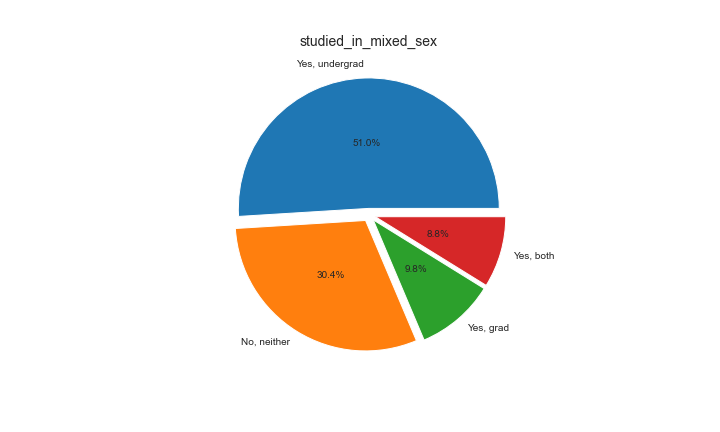 studied_in_mixed_sex
Yes, undergrad
51.0%
8.8%
Yes, both
9.8%
30.4%
Yes, grad
No, neither